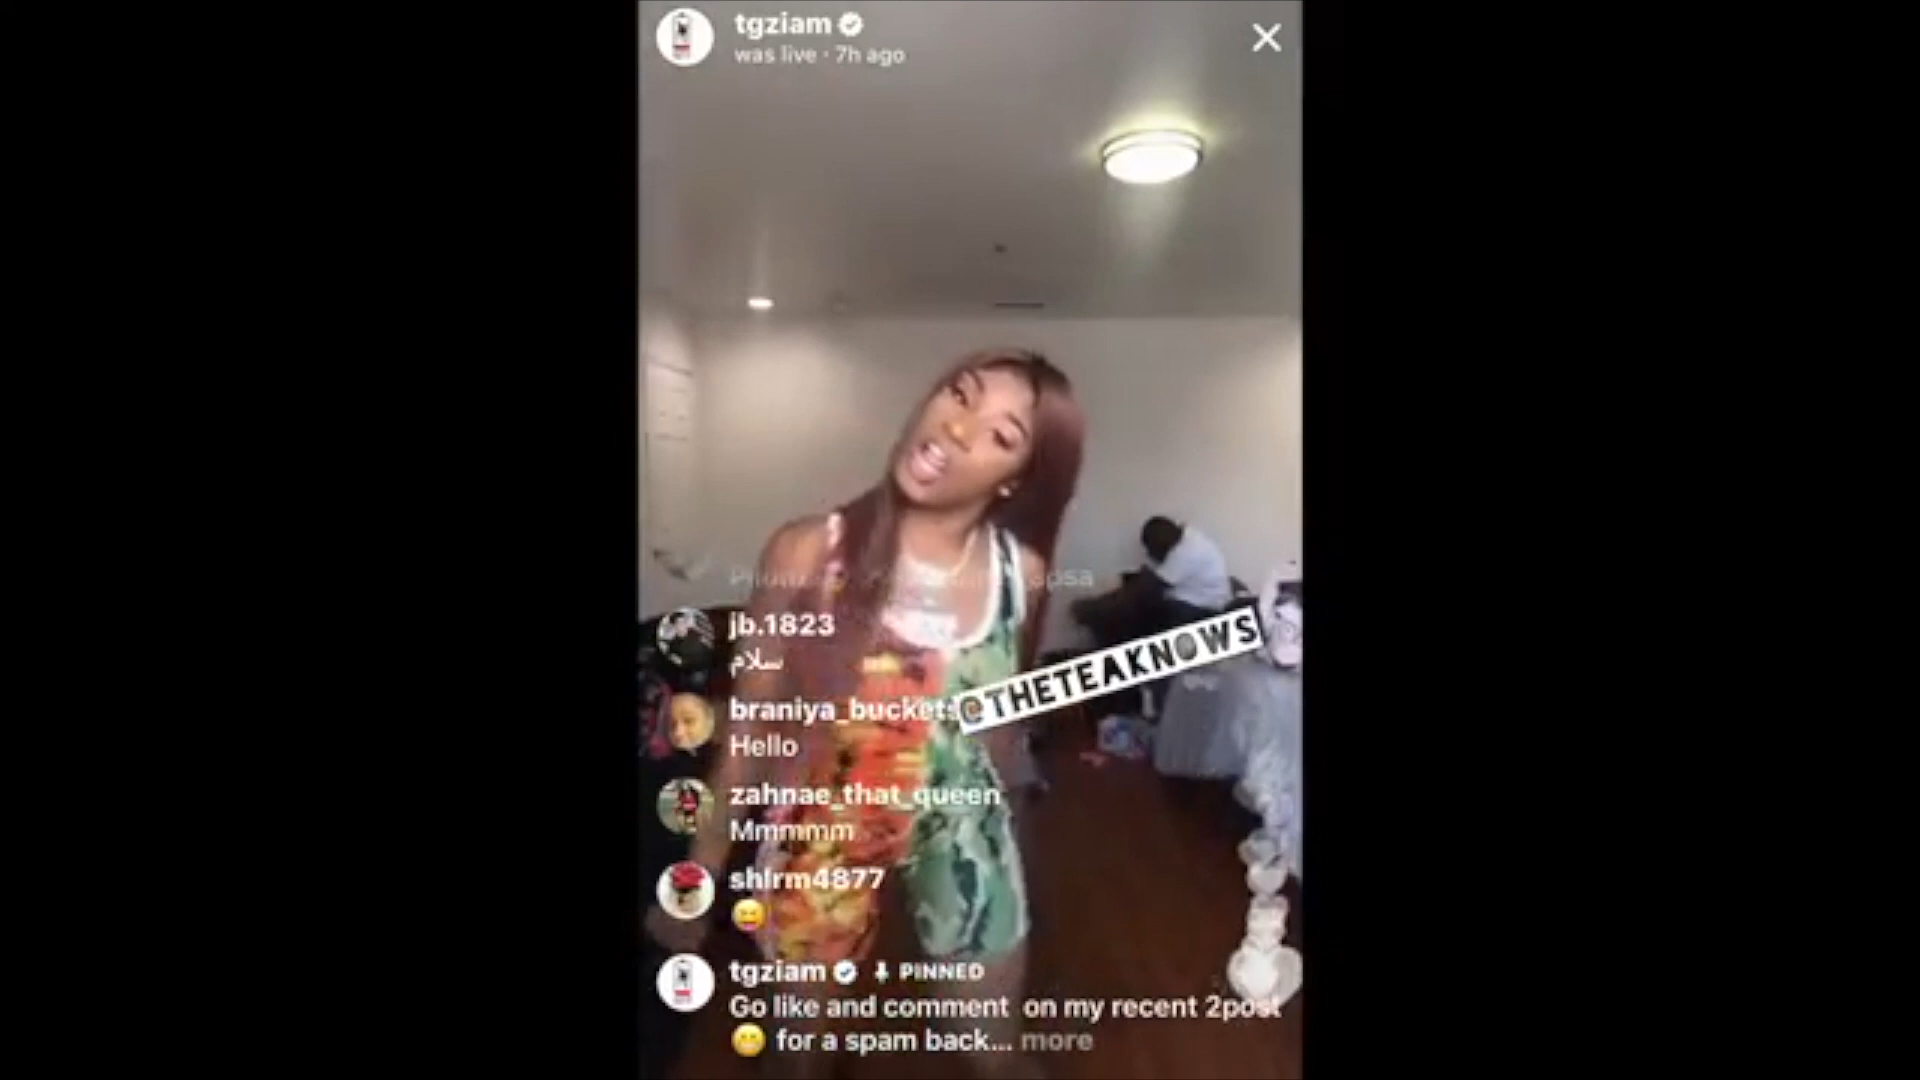 tgziam
was live · 7h ago
jb.1823
سلام
braniya_buckets
Hello
@THETEAKNOWS
zahnae_that_queen
Mmmmm
shlrm4877
😝
tgziam PINNED
Go like and comment on my recent 2post
😁 for a spam back... more